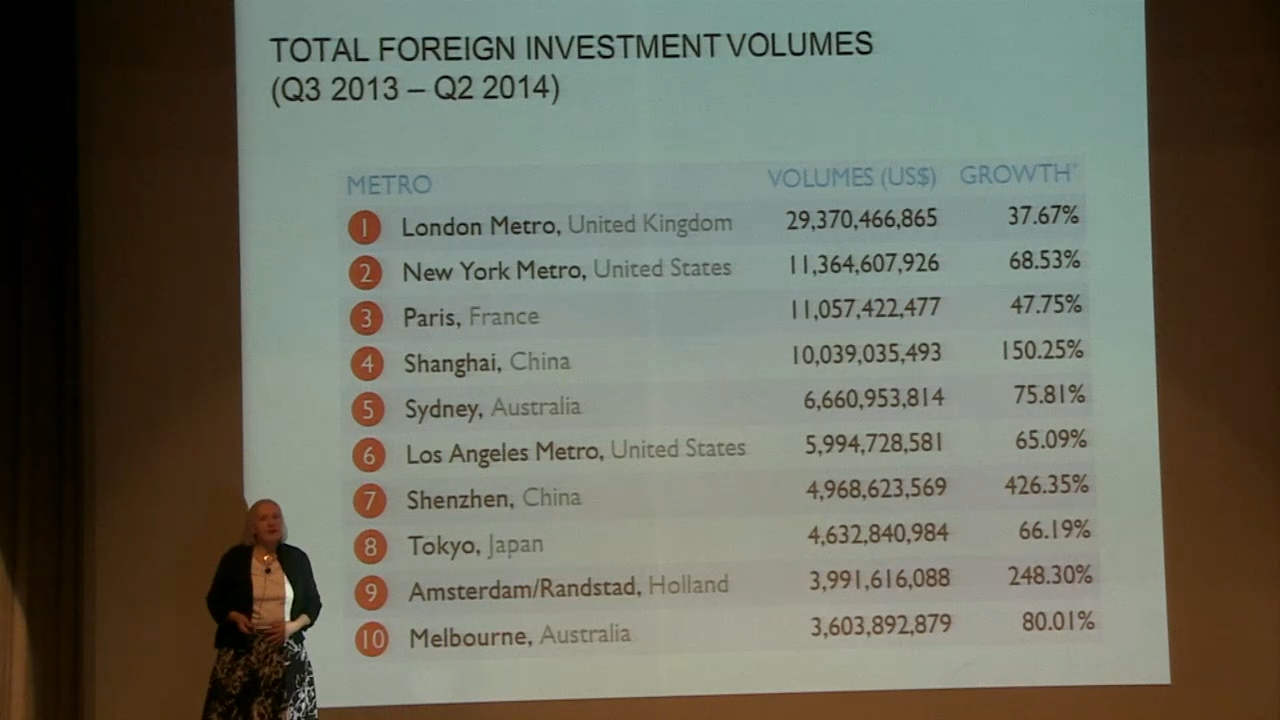 TOTAL FOREIGN INVESTMENT VOLUMES
(Q3 2013 – Q2 2014)
METRO VOLUMES (US$) GROWTH*
1 London Metro, United Kingdom 29,370,466,865 37.67%
2 New York Metro, United States 11,364,607,926 68.53%
3 Paris, France 11,057,422,477 47.75%
4 Shanghai, China 10,039,035,493 150.25%
5 Sydney, Australia 6,660,953,814 75.81%
6 Los Angeles Metro, United States 5,994,728,581 65.09%
7 Shenzhen, China 4,968,623,569 426.35%
8 Tokyo, Japan 4,632,840,984 66.19%
9 Amsterdam/Randstad, Holland 3,991,616,088 248.30%
10 Melbourne, Australia 3,603,892,879 80.01%